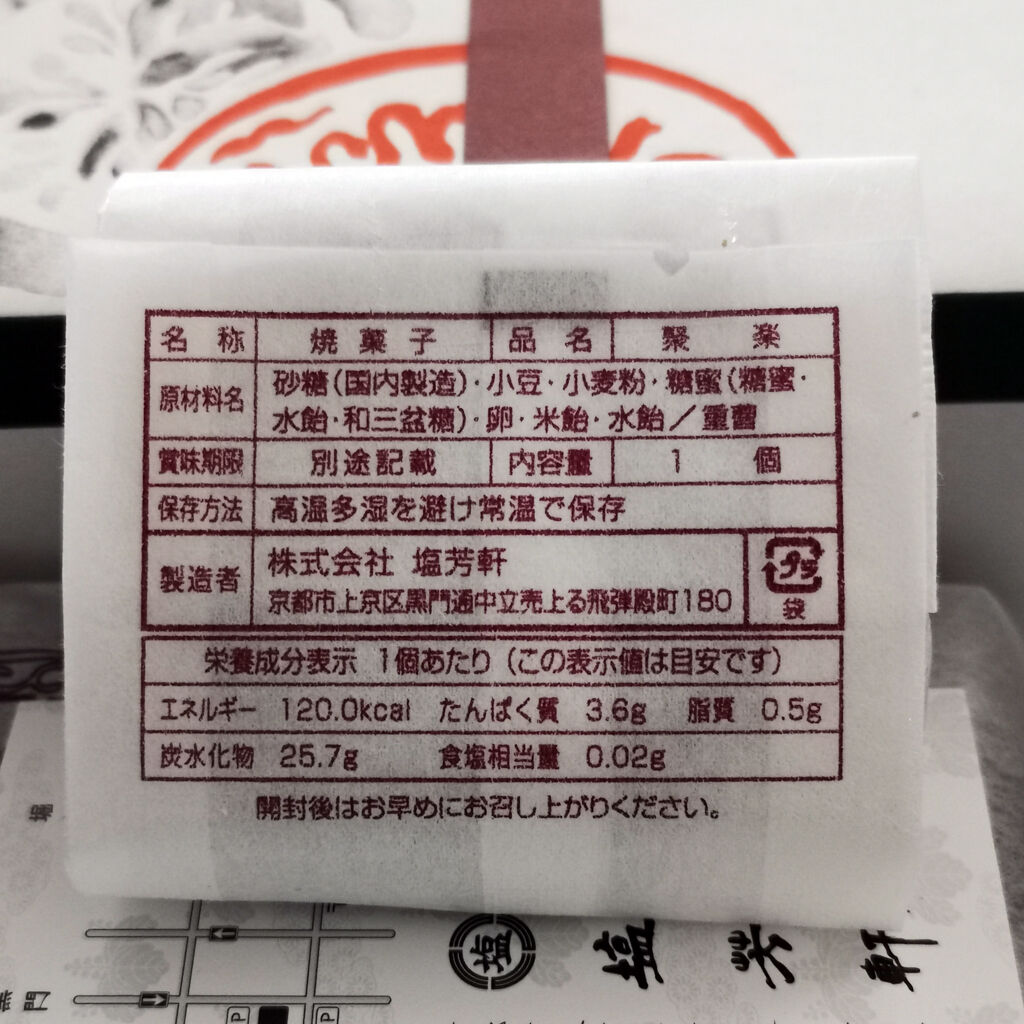 名称 焼菓子 品名 聚楽
原材料名 砂糖(国内製造)・小豆・小麦粉・糖蜜(糖蜜・
水飴・和三盆糖)・卵・米飴・水飴/重曹
賞味期限 別途記載 内容量 1個
保存方法 高温多湿を避け常温で保存
製造者 株式会社 塩芳軒
京都市上京区黒門通中立売上る飛弾殿町180
プラ
袋
栄養成分表示 1個あたり(この表示値は目安です)
エネルギー 120.0kcal たんぱく質 3.6g 脂質 0.5g
炭水化物 25.7g 食塩相当量 0.02g
開封後はお早めにお召し上がりください。
塩 塩芳軒
P P